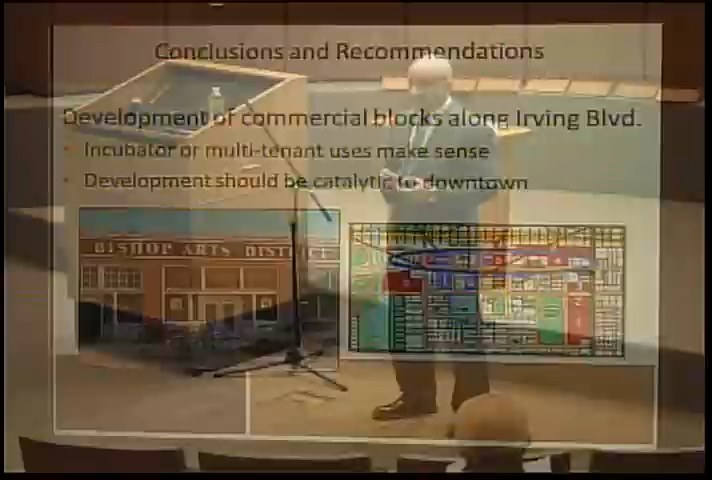 Conclusions and Recommendations
Development of commercial blocks along Irving Blvd.
• Incubator or multi-tenant uses make sense
• Development should be catalytic to downtown
BISHOP ARTS DISTRICT